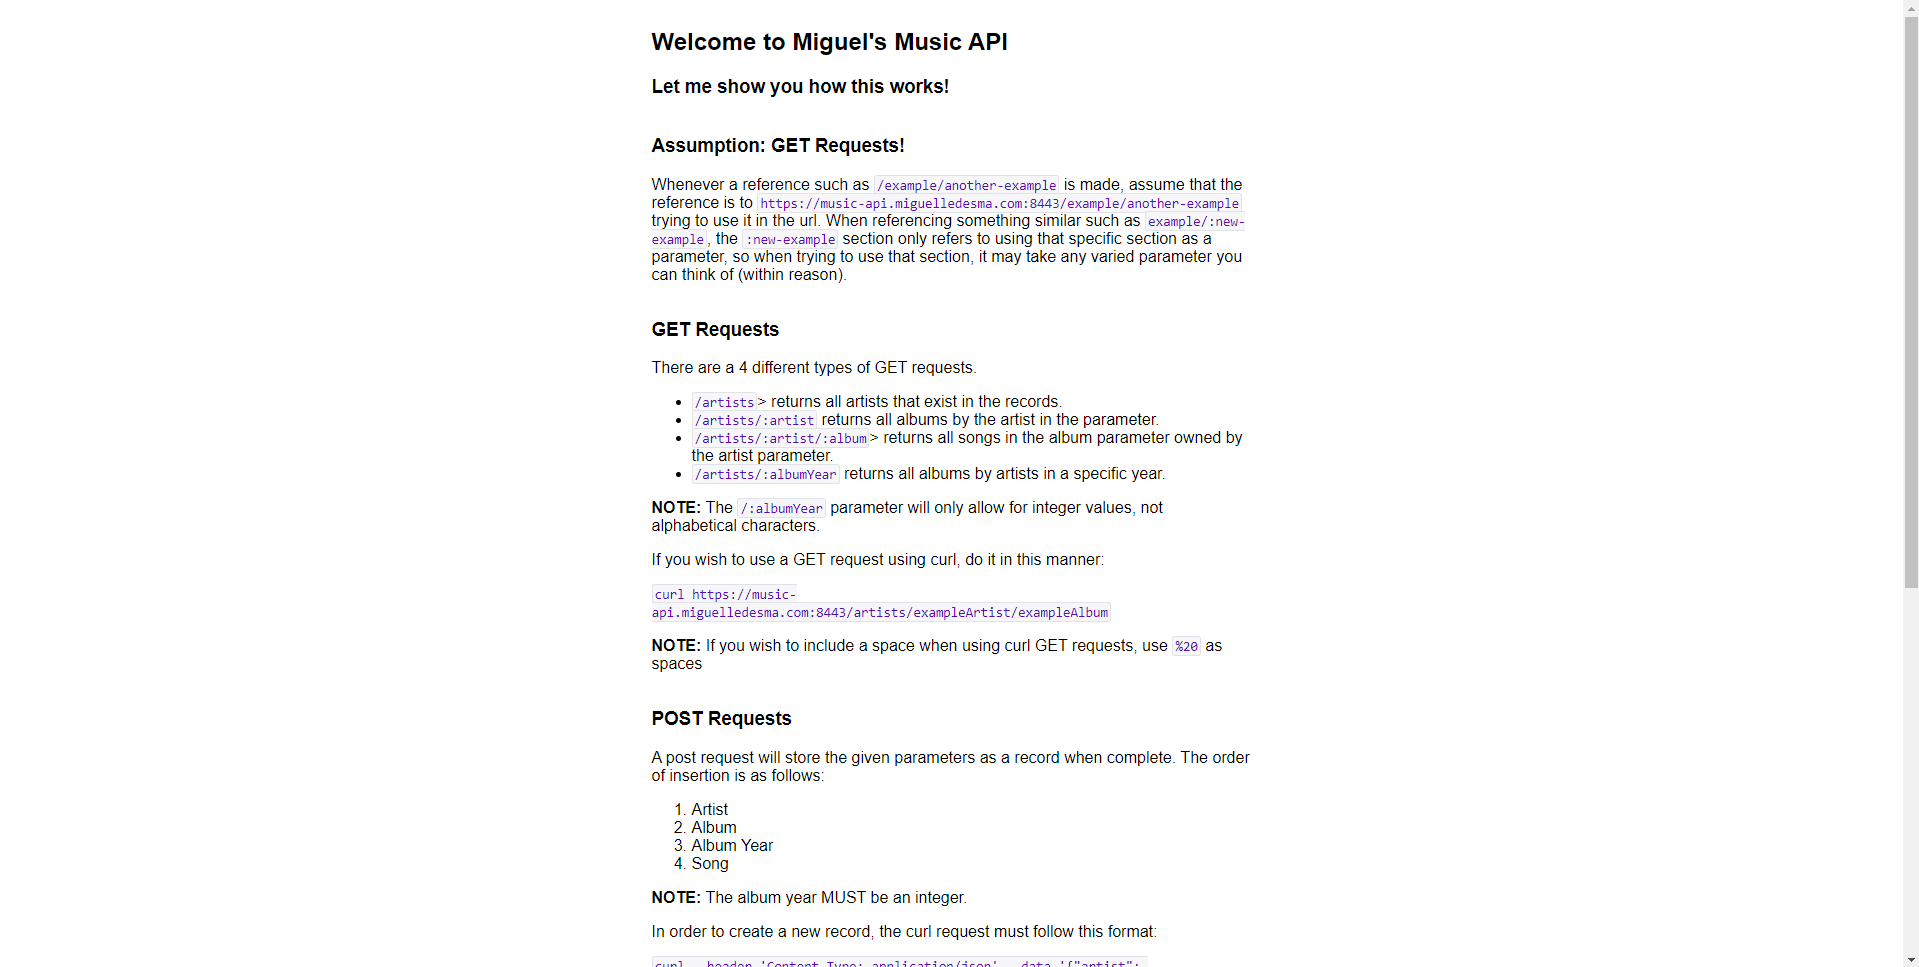 Welcome to Miguel's Music API
Let me show you how this works!
Assumption: GET Requests!
Whenever a reference such as /example/another-example is made, assume that the
reference is to https://music-api.miguelledesma.com:8443/example/another-example
trying to use it in the url. When referencing something similar such as example/:new-
example, the :new-example section only refers to using that specific section as a
parameter, so when trying to use that section, it may take any varied parameter you
can think of (within reason).
GET Requests
There are a 4 different types of GET requests.
• /artists> returns all artists that exist in the records.
• /artists/:artist returns all albums by the artist in the parameter.
• /artists/:artist/:album> returns all songs in the album parameter owned by
the artist parameter.
• /artists/:albumYear returns all albums by artists in a specific year.
NOTE: The /:albumYear parameter will only allow for integer values, not
alphabetical characters.
If you wish to use a GET request using curl, do it in this manner:
curl https://music-
api.miguelledesma.com:8443/artists/exampleArtist/exampleAlbum
NOTE: If you wish to include a space when using curl GET requests, use %20 as
spaces
POST Requests
A post request will store the given parameters as a record when complete. The order
of insertion is as follows:
1. Artist
2. Album
3. Album Year
4. Song
NOTE: The album year MUST be an integer.
In order to create a new record, the curl request must follow this format:
curl --header 'Content-Type: application/json' --data '{"artist":